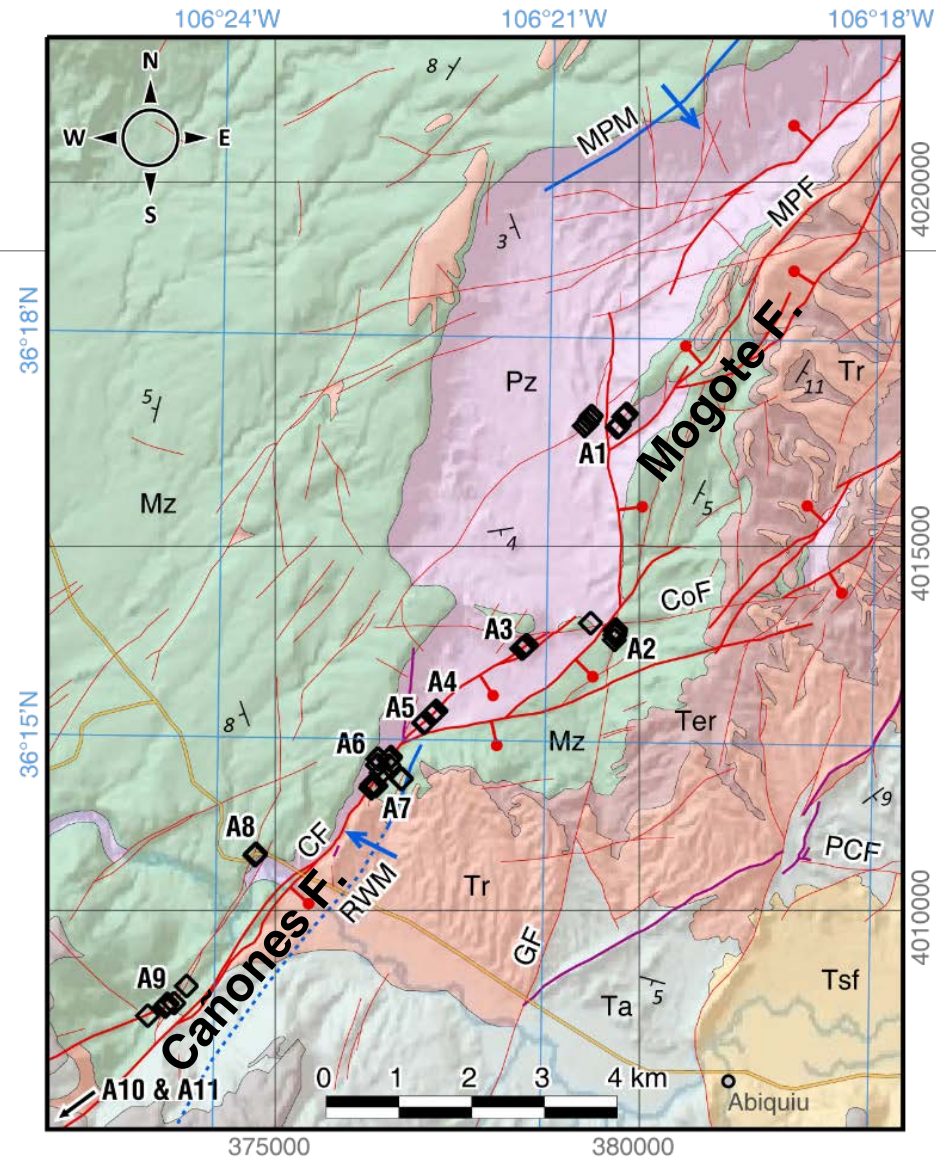 106°24’W 106°21’W 106°18’W
N
W E
S
8
MPM
4020000
MPF
3
36°18’N
Mogote F.
Pz
Tr
11
5
A1
Mz
5
4
4015000
CoF
A3
A2
A4
8
A5
Ter
36°15’N
A6
Mz
9
A7
A8
CF
PCF
RWM
Tr
4010000
Canones F.
GF
A9
Tsf
Ta
5
A10 & A11
0 1 2 3 4 km
Abiquiu
375000 380000